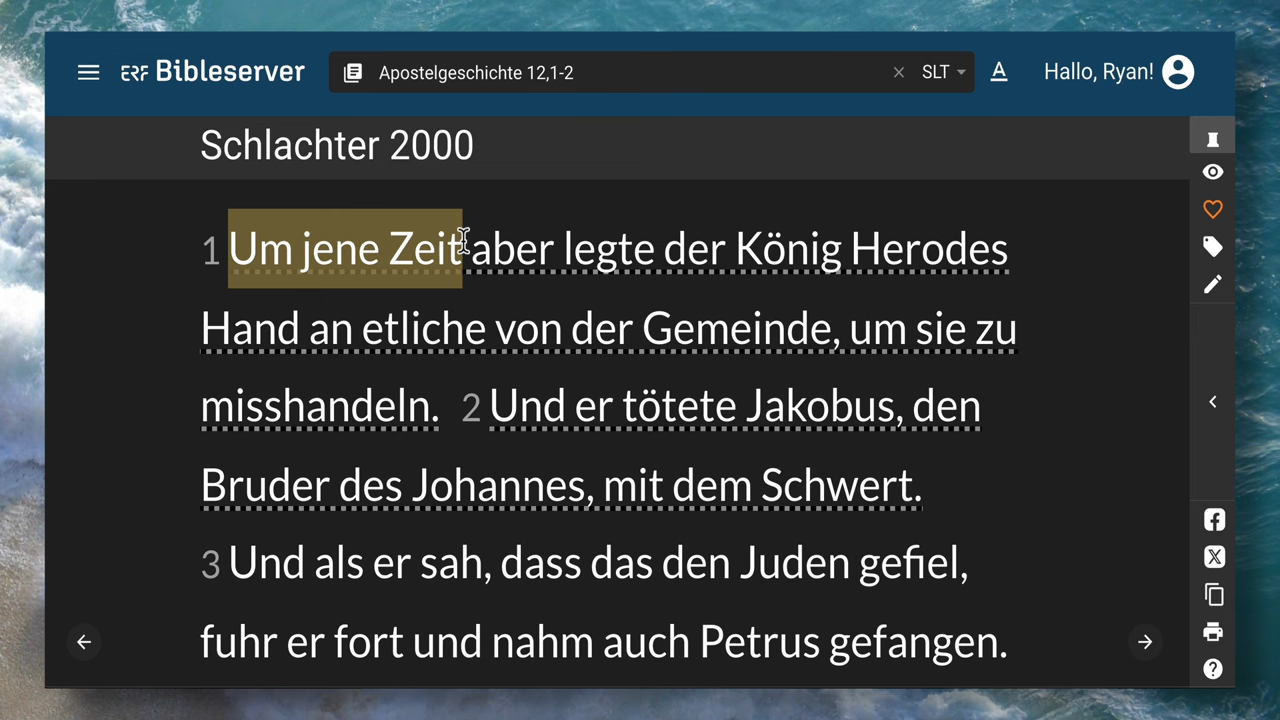 ERF Bibleserver
Apostelgeschichte 12,1-2
SLT
A
Hallo, Ryan!
Schlachter 2000
1 Um jene Zeit aber legte der König Herodes
Hand an etliche von der Gemeinde, um sie zu
misshandeln. 2 Und er tötete Jakobus, den
Bruder des Johannes, mit dem Schwert.
3 Und als er sah, dass das den Juden gefiel,
fuhr er fort und nahm auch Petrus gefangen.